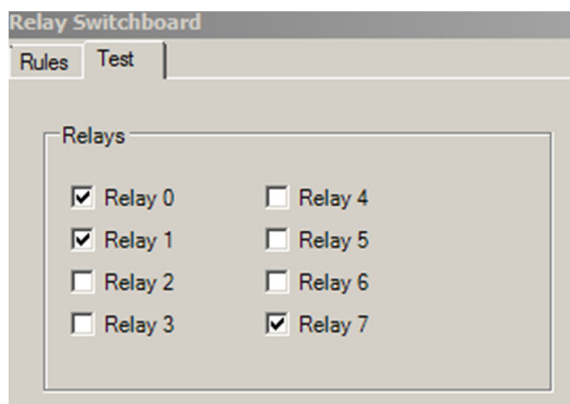 Relay Switchboard
Rules Test
Relays
Relay 0 Relay 4
Relay 1 Relay 5
Relay 2 Relay 6
Relay 3 Relay 7